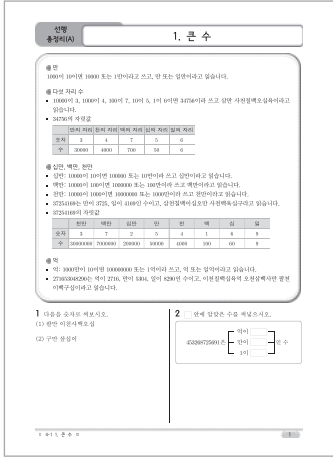 선행
총정리(A)
1. 큰 수
만
1000이 10이면 10000 또는 1만이라고 쓰고, 만 또는 일만이라고 읽습니다.
다섯 자리 수
10000이 3, 1000이 4, 100이 7, 10이 5, 1이 6이면 34756이라 쓰고 삼만 사천칠백오십육이라고
읽습니다.
34756의 자릿값
만의 자리 천의 자리 백의 자리 십의 자리 일의 자리
숫자 3 4 7 5 6
수 30000 4000 700 50 6
십만, 백만, 천만
십만: 10000이 10이면 100000 또는 10만이라 쓰고 십만이라고 읽습니다.
백만: 10000이 100이면 1000000 또는 100만이라 쓰고 백만이라고 읽습니다.
천만: 10000이 1000이면 10000000 또는 1000만이라 쓰고 천만이라고 읽습니다.
37254169는 만이 3725, 일이 4169인 수이고, 삼천칠백이십오만 사천백육십구라고 읽습니다.
37254169의 자릿값
천만 백만 십만 만 천 백 십 일
숫자 3 7 2 5 4 1 6 9
수 30000000 7000000 200000 50000 4000 100 60 9
억
억: 1000만이 10이면 100000000 또는 1억이라 쓰고, 억 또는 일억이라고 읽습니다.
271653048290는 억이 2716, 만이 5304, 일이 8290인 수이고, 이천칠백십육억 오천삼백사만 팔천
이백구십이라고 읽습니다.
1 다음을 숫자로 써보시오.
(1) 팔만 이천사백오십
(2) 구만 삼십이
2 안에 알맞은 수를 써넣으시오.
억이
453268725691은 만이 인 수
1이
< 4-1 1. 큰 수 >
1